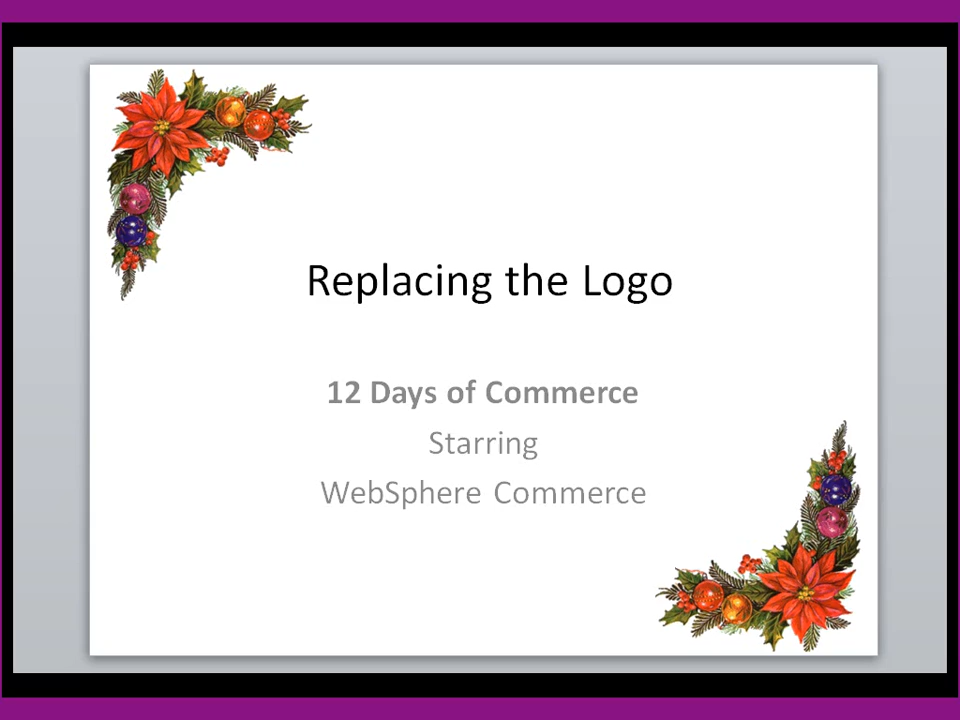 Replacing the Logo
12 Days of Commerce
Starring
WebSphere Commerce